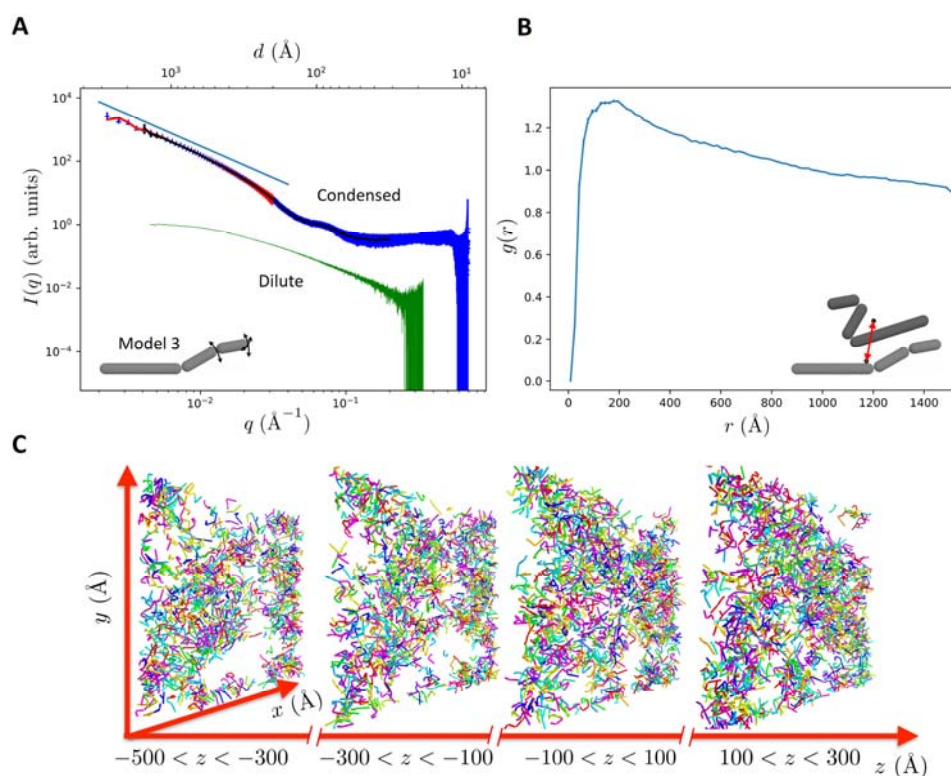 A
B
d (Å)
10³
10²
10¹
10⁴
10²
10⁰
10⁻²
10⁻⁴
I(q) (arb. units)
Condensed
Dilute
Model 3
10⁻²
10⁻¹
q (Å⁻¹)
1.2
1.0
0.8
0.6
0.4
0.2
0.0
g(r)
0
200
400
600
800
1000
1200
1400
r (Å)
C
y (Å)
x (Å)
−500 < z < −300
−300 < z < −100
−100 < z < 100
100 < z < 300
z (Å)